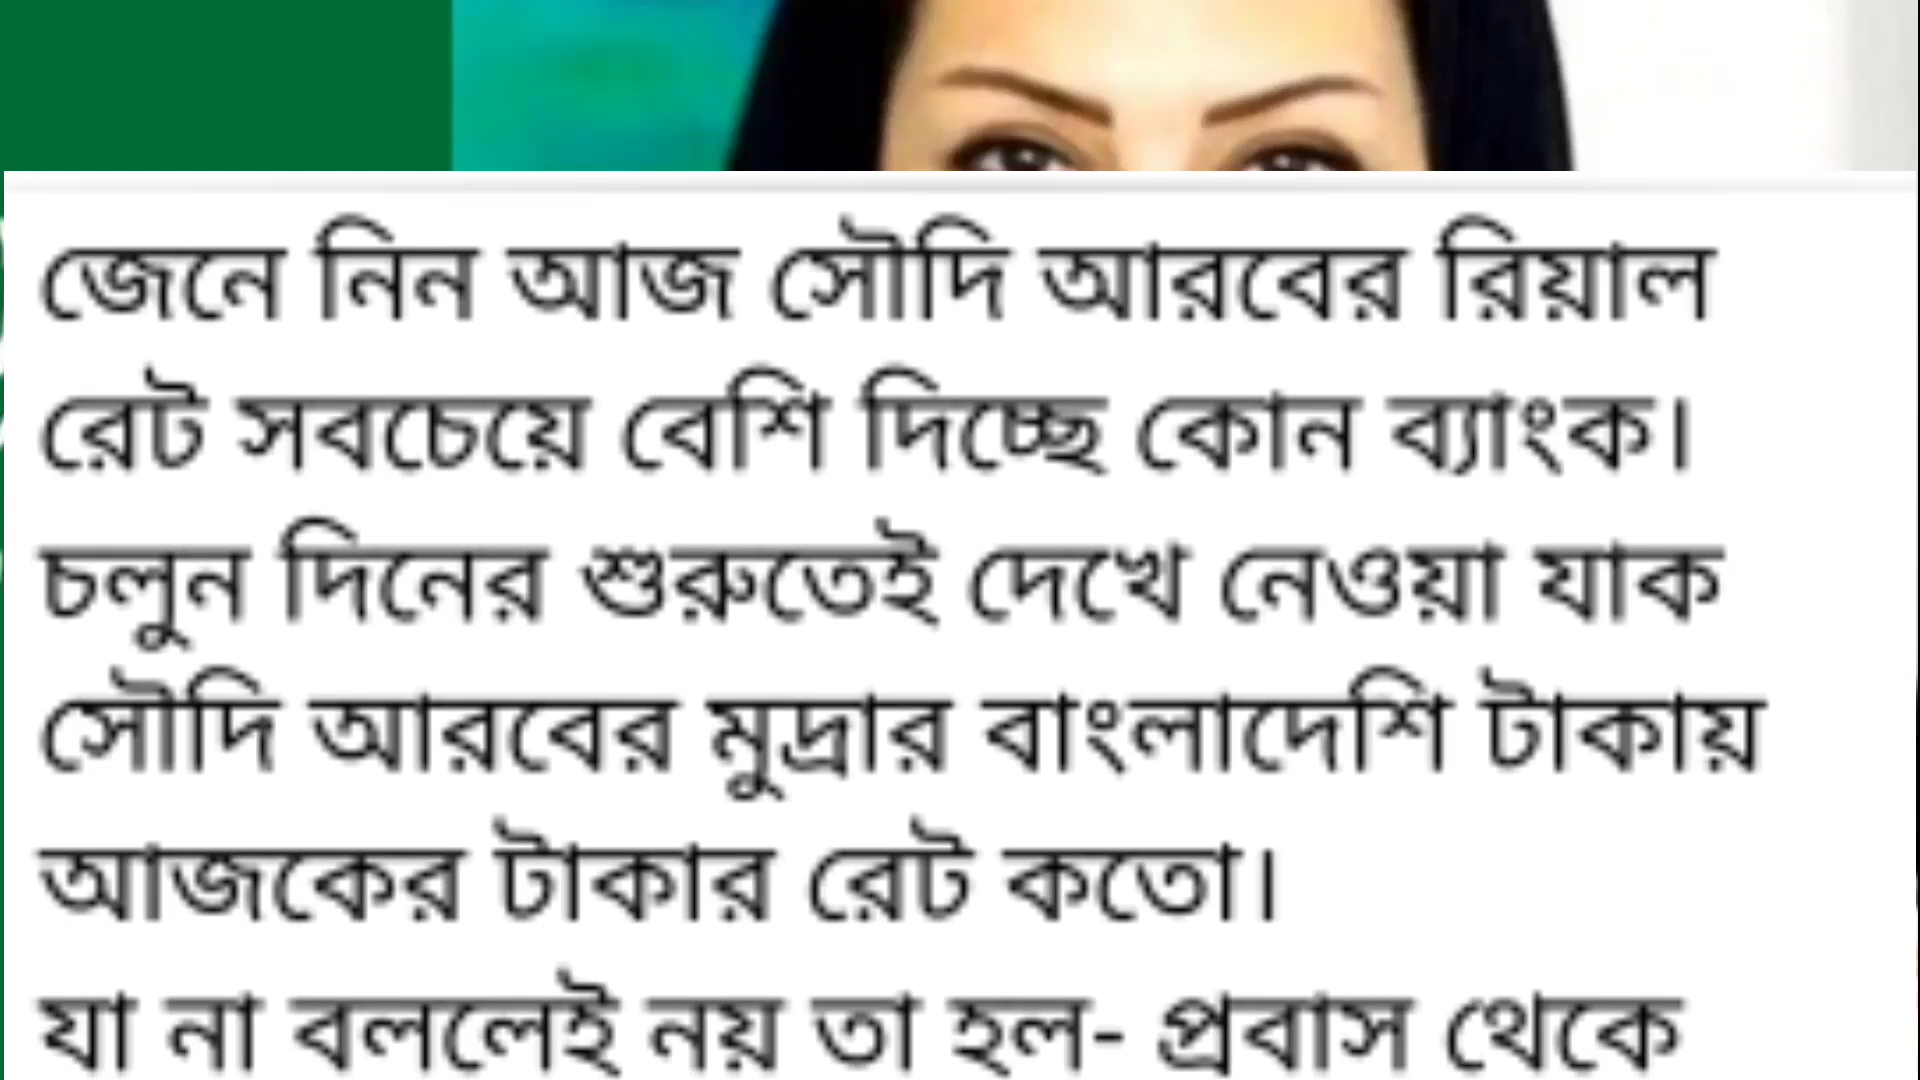 জেনে নিন আজ সৌদি আরবের রিয়াল
রেট সবচেয়ে বেশি দিচ্ছে কোন ব্যাংক।
চলুন দিনের শুরুতেই দেখে নেওয়া যাক
সৌদি আরবের মুদ্রার বাংলাদেশি টাকায়
আজকের টাকার রেট কতো।
যা না বললেই নয় তা হল- প্রবাস থেকে